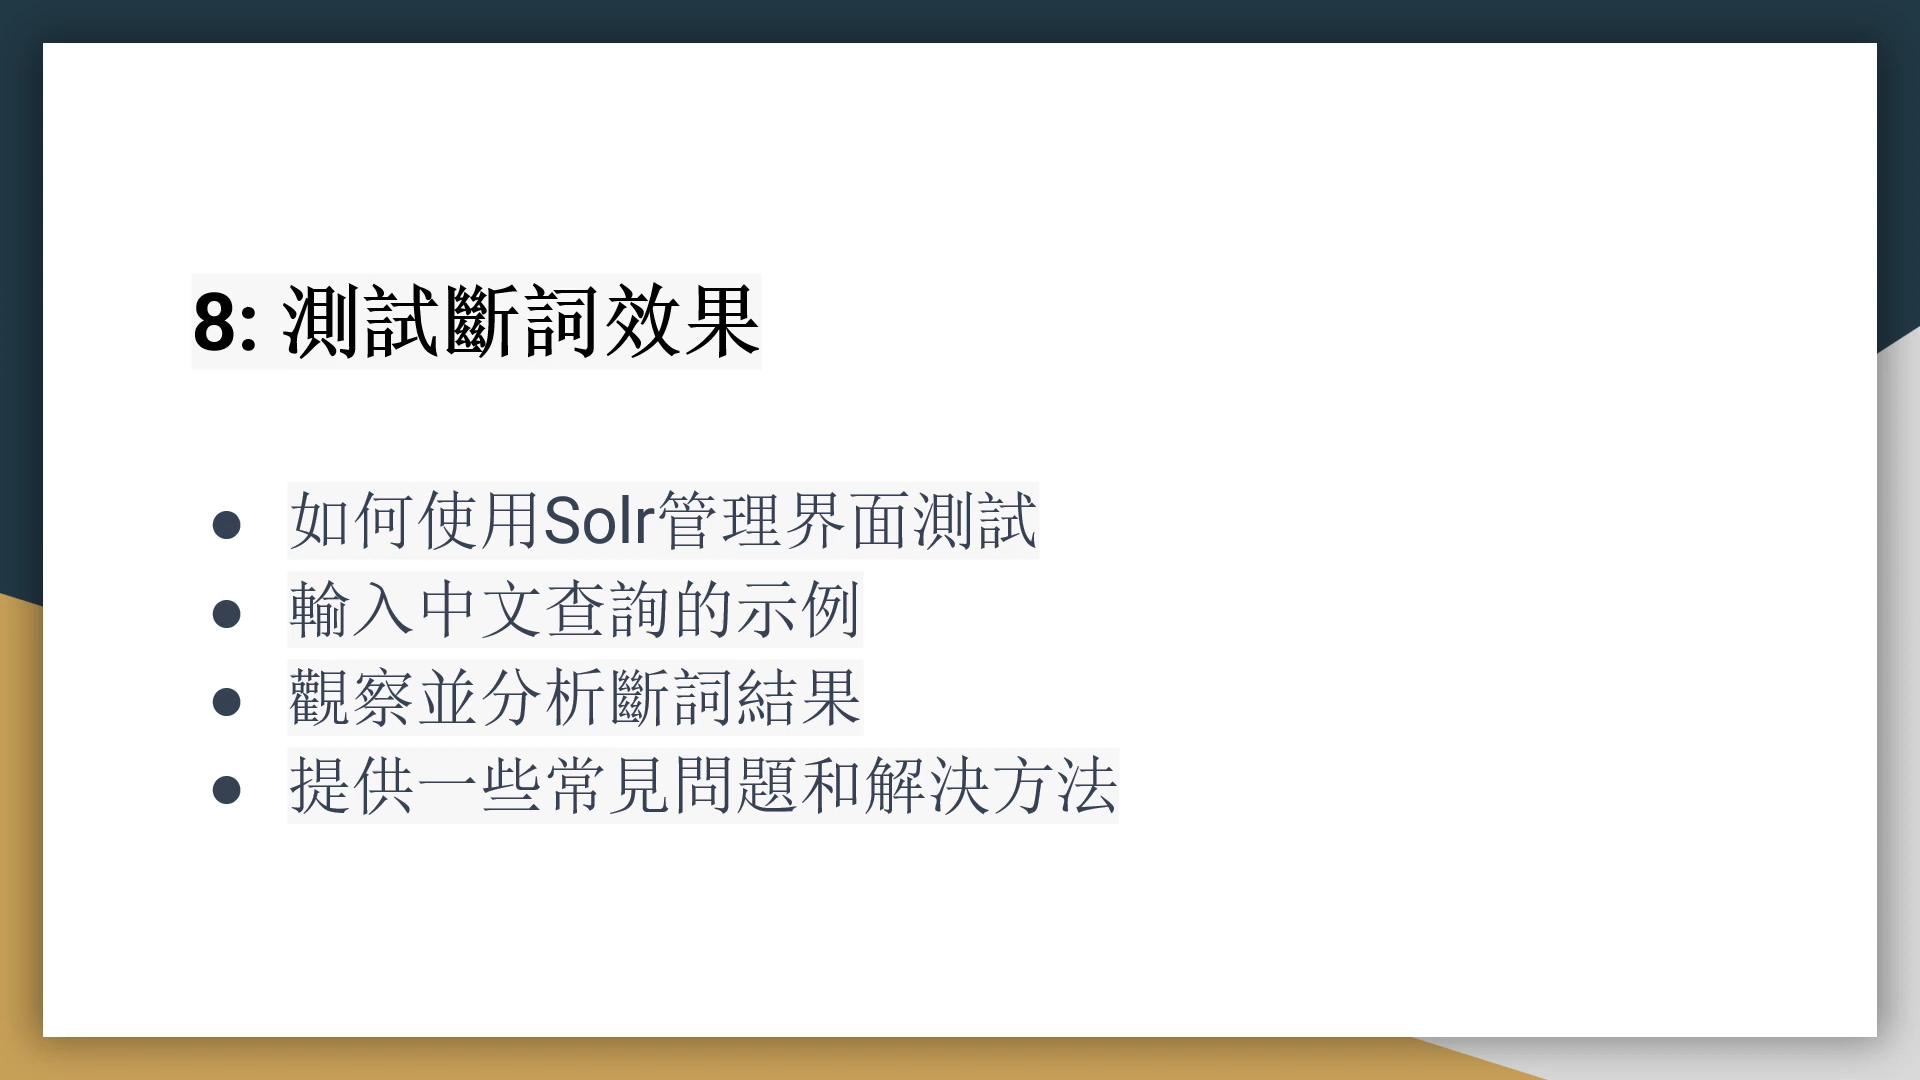 8: 測試斷詞效果
● 如何使用Solr管理界面測試
● 輸入中文查詢的示例
● 觀察並分析斷詞結果
● 提供一些常見問題和解決方法